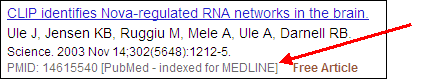 CLIP identifies Nova-regulated RNA networks in the brain.
Ule J, Jensen KB, Ruggiu M, Mele A, Ule A, Darnell RB.
Science. 2003 Nov 14;302(5648):1212-5.
PMID: 14615540 [PubMed - indexed for MEDLINE] Free Article